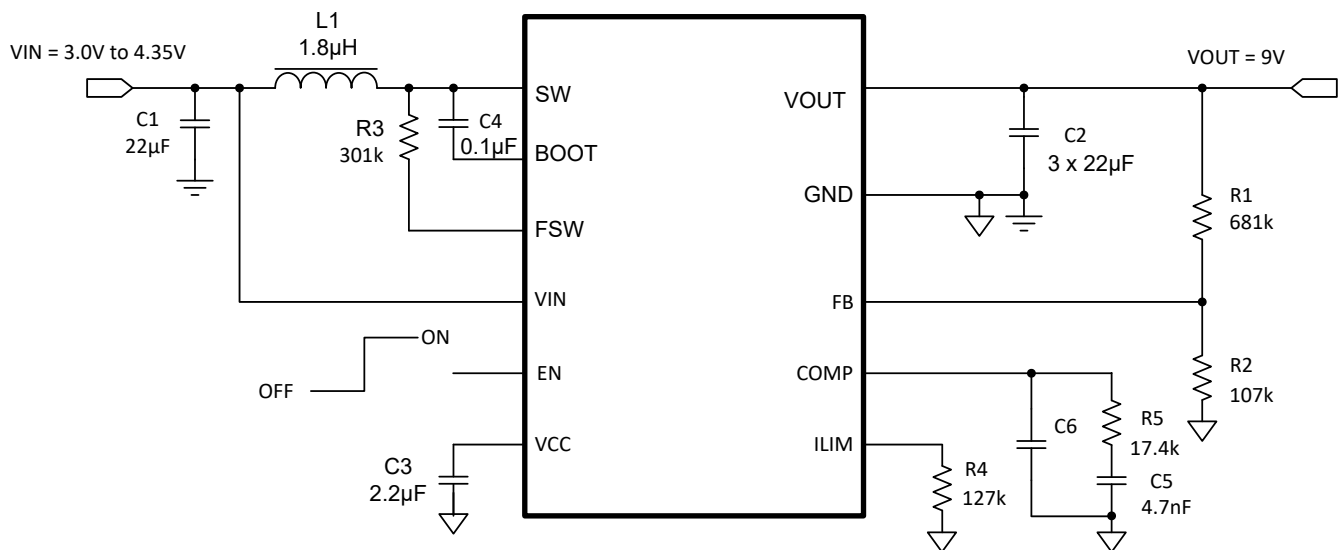 L1
1.8µH
VIN = 3.0V to 4.35V
VOUT = 9V
C1
22µF
R3
301k
C4
0.1µF
SW
BOOT
FSW
VIN
EN
VCC
OFF
ON
C3
2.2µF
VOUT
GND
FB
COMP
ILIM
C2
3 x 22µF
R1
681k
R2
107k
C6
R5
17.4k
C5
4.7nF
R4
127k